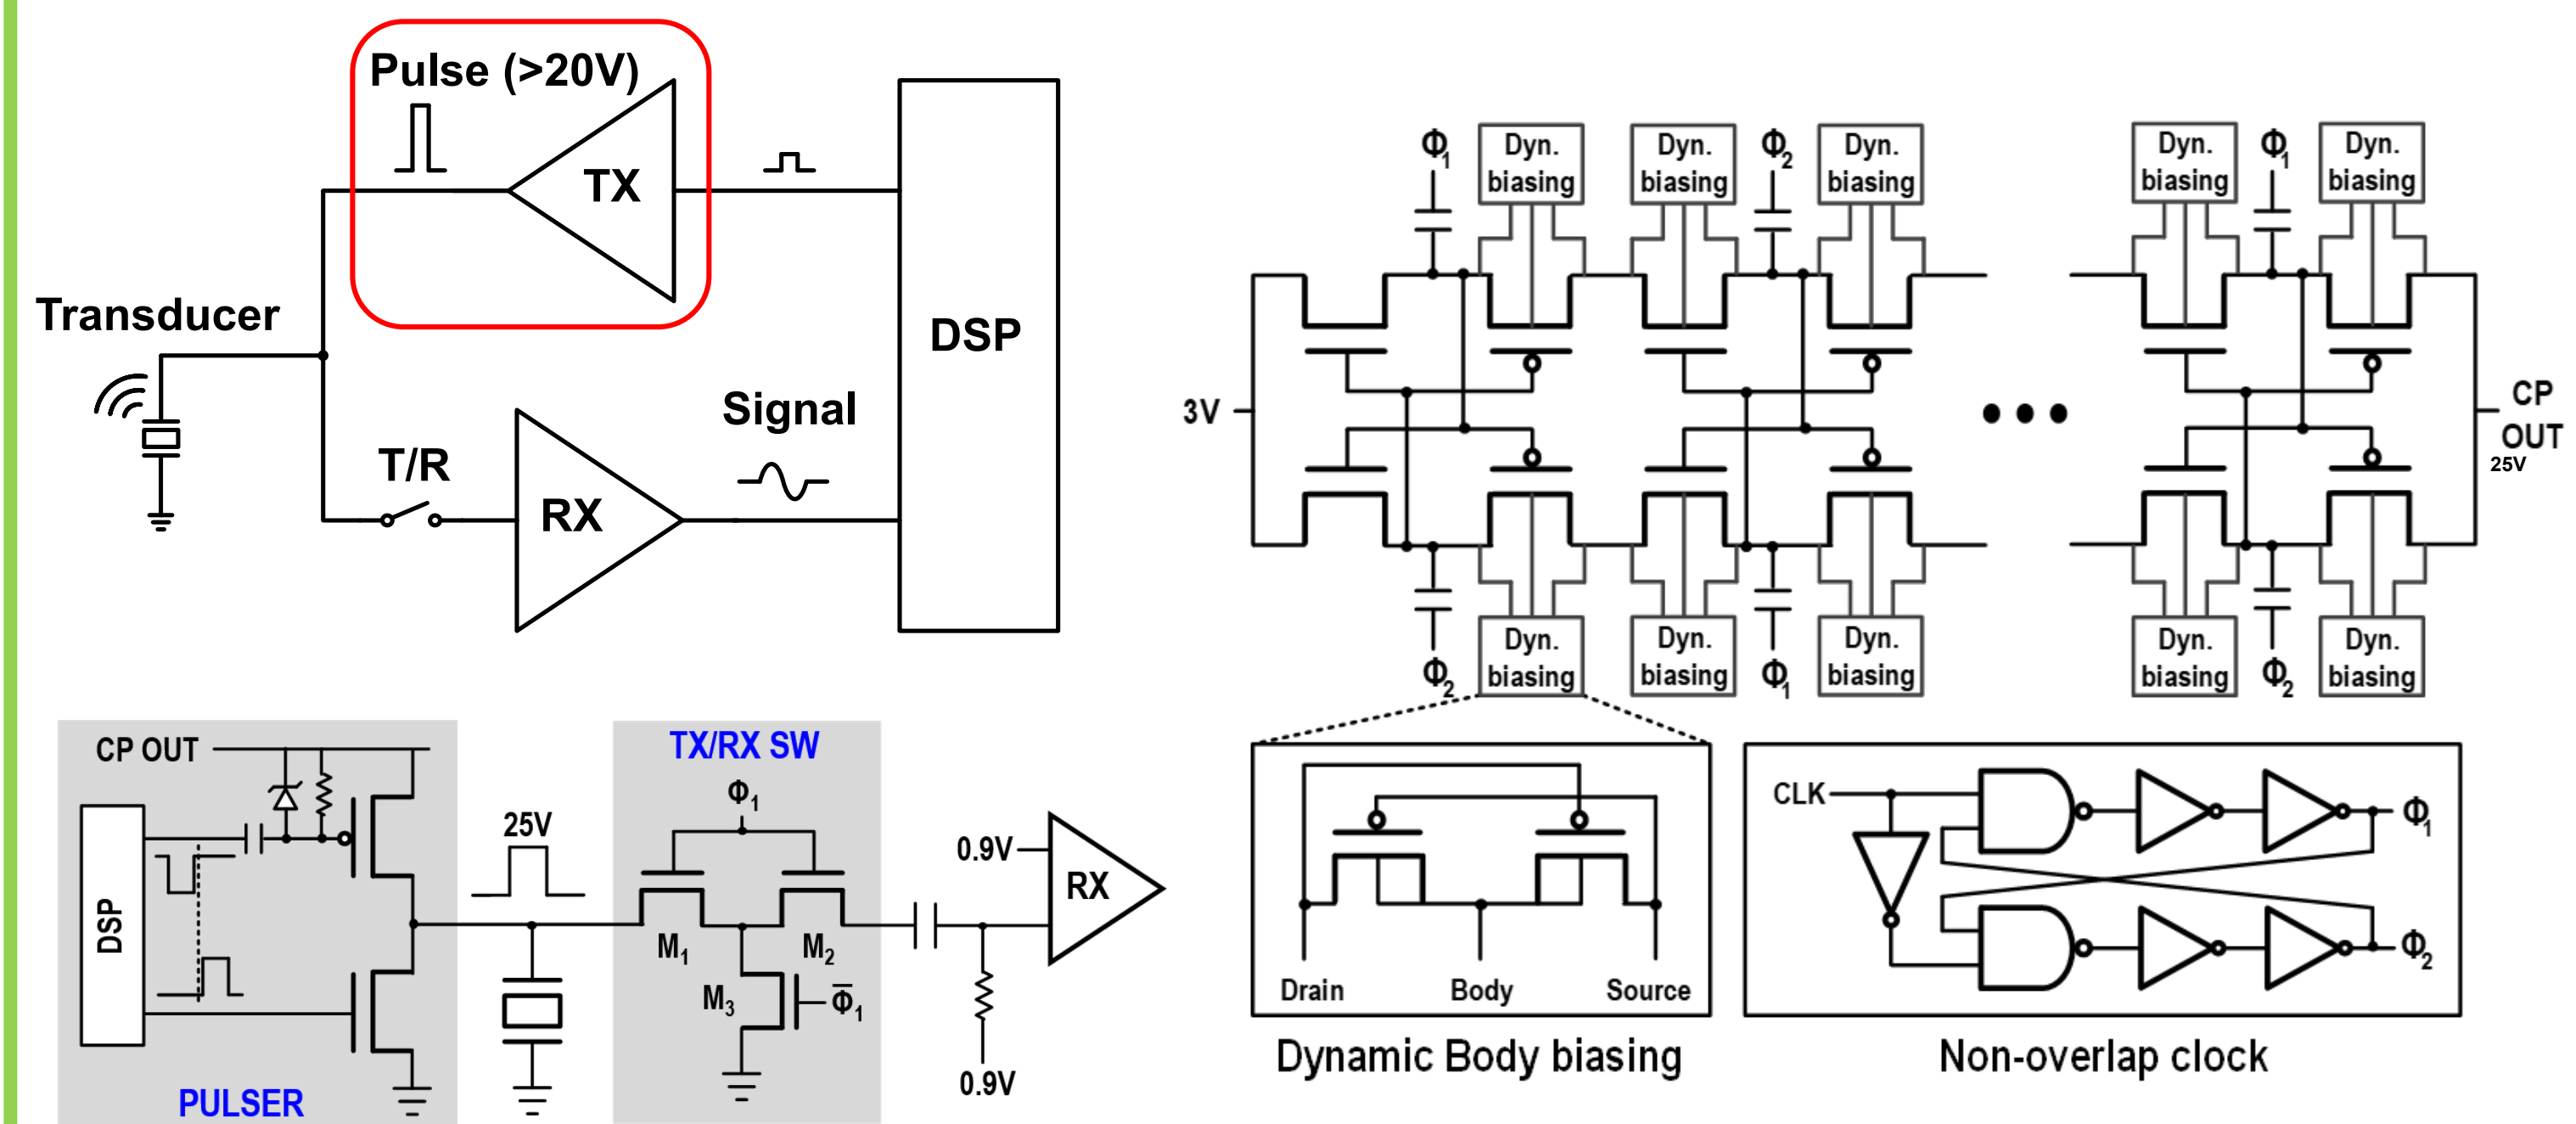 Pulse (>20V)
TX
Transducer
DSP
Signal
T/R
RX
Φ1
Dyn.
biasing
Dyn.
biasing
Φ2
Dyn.
biasing
Dyn.
biasing
Φ1
Dyn.
biasing
3V
CP
OUT
25V
Φ2
Dyn.
biasing
Dyn.
biasing
Φ1
Dyn.
biasing
Dyn.
biasing
Φ2
Dyn.
biasing
CP OUT
DSP
PULSER
25V
TX/RX SW
Φ1
M1
M2
M3
Φ̅1
0.9V
RX
0.9V
Drain
Body
Source
Dynamic Body biasing
CLK
Φ1
Φ2
Non-overlap clock